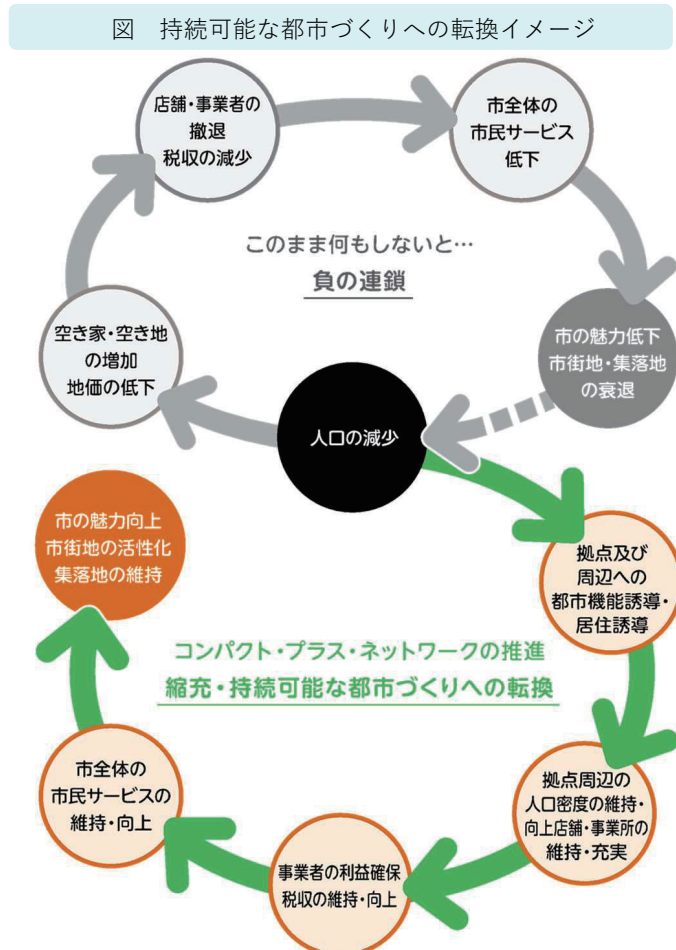 図　持続可能な都市づくりへの転換イメージ
店舗・事業者の
撤退
税収の減少
市全体の
市民サービス
低下
このまま何もしないと…
負の連鎖
空き家・空き地
の増加
地価の低下
市の魅力低下
市街地・集落地
の衰退
人口の減少
市の魅力向上
市街地の活性化
集落地の維持
拠点及び
周辺への
都市機能誘導・
居住誘導
コンパクト・プラス・ネットワークの推進
縮充・持続可能な都市づくりへの転換
市全体の
市民サービスの
維持・向上
拠点周辺の
人口密度の維持・
向上店舗・事業所の
維持・充実
事業者の利益確保
税収の維持・向上